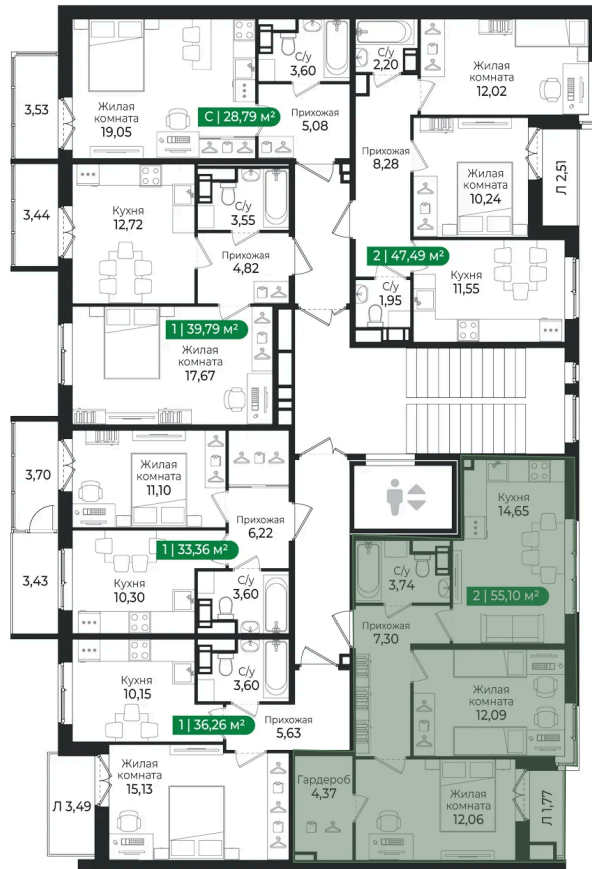 3,53
Жилая
комната
19,05
С | 28,79 м²
С/у
3,60
Прихожая
5,08
С/у
2,20
Жилая
комната
12,02
Прихожая
8,28
Жилая
комната
10,24
Л 2,51
3,44
Кухня
12,72
С/у
3,55
Прихожая
4,82
2 | 47,49 м²
С/у
1,95
Кухня
11,55
1 | 39,79 м²
Жилая
комната
17,67
3,70
Жилая
комната
11,10
Прихожая
6,22
1 | 33,36 м²
3,43
Кухня
10,30
С/у
3,60
Кухня
14,65
С/у
3,74
2 | 55,10 м²
Прихожая
7,30
Кухня
10,15
С/у
3,60
1 | 36,26 м²
Прихожая
5,63
Жилая
комната
12,09
Л 3,49
Жилая
комната
15,13
Гардероб
4,37
Жилая
комната
12,06
Л 1,77